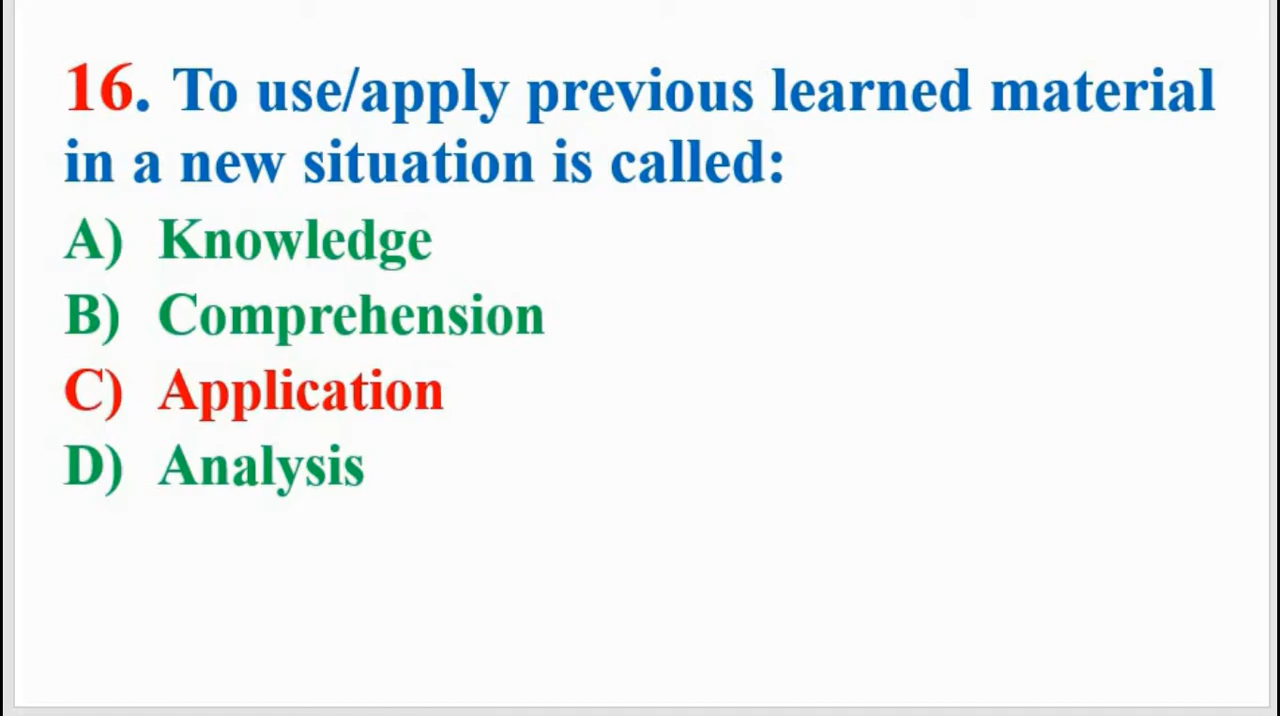 16. To use/apply previous learned material
in a new situation is called:
A) Knowledge
B) Comprehension
C) Application
D) Analysis